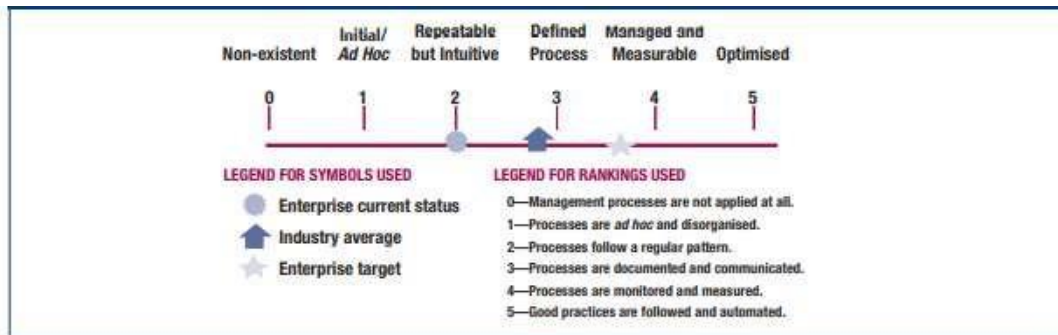 Non-existent
Initial/
Ad Hoc
Repeatable
but Intuitive
Defined
Process
Managed and
Measurable
Optimised
0 1 2 3 4 5
LEGEND FOR SYMBOLS USED
Enterprise current status
Industry average
Enterprise target
LEGEND FOR RANKINGS USED
0—Management processes are not applied at all.
1—Processes are ad hoc and disorganised.
2—Processes follow a regular pattern.
3—Processes are documented and communicated.
4—Processes are monitored and measured.
5—Good practices are followed and automated.